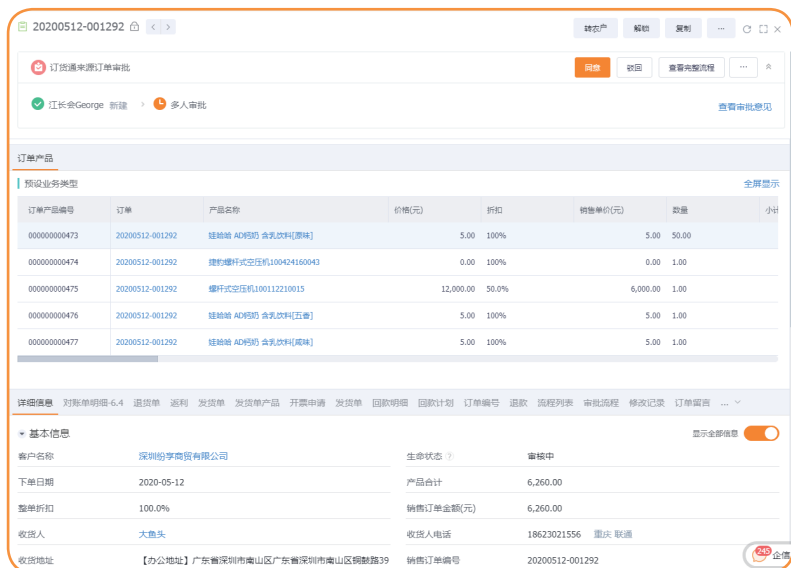 20200512-001292 < > 转农户 解锁 复制 ...
订货通来源订单审批 同意 驳回 查看完整流程 ...
江长会George 新建 > 多人审批 查看审批意见
订单产品
预设业务类型 全屏显示
订单产品编号 订单 产品名称 价格(元) 折扣 销售单价(元) 数量 小计
000000000473 20200512-001292 娃哈哈 AD钙奶 含乳饮料[原味] 5.00 100% 5.00 50.00
000000000474 20200512-001292 捷豹螺杆式空压机100424160043 0.00 100% 0.00 1.00
000000000475 20200512-001292 螺杆式空压机100112210015 12,000.00 50.0% 6,000.00 1.00
000000000476 20200512-001292 娃哈哈 AD钙奶 含乳饮料[五香] 5.00 100% 5.00 1.00
000000000477 20200512-001292 娃哈哈 AD钙奶 含乳饮料[咸味] 5.00 100% 5.00 1.00
详细信息 对账单明细-6.4 退货单 返利 发货单 发货单产品 开票申请 发货单 回款明细 回款计划 订单编号 退款 流程列表 审批流程 修改记录 订单留言 ...
基本信息 显示全部信息
客户名称 深圳纷享商贸有限公司 生命状态 ? 审核中
下单日期 2020-05-12 产品合计 6,260.00
整单折扣 100.0% 销售订单金额(元) 6,260.00
收货人 大鱼头 收货人电话 18623021556 重庆 联通
收货地址 【办公地址】广东省深圳市南山区广东省深圳市南山区铜鼓路39 销售订单编号 20200512-001292
245 企信